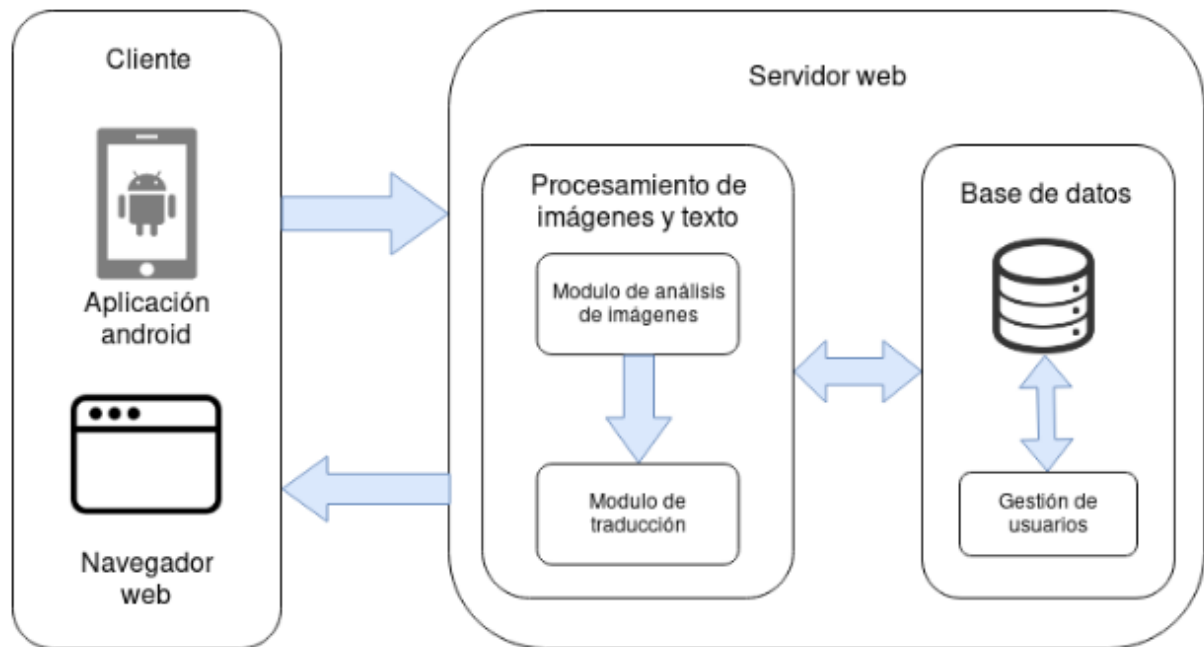 Cliente
Aplicación
android
Navegador
web
Servidor web
Procesamiento de
imágenes y texto
Modulo de análisis
de imágenes
Modulo de
traducción
Base de datos
Gestión de
usuarios